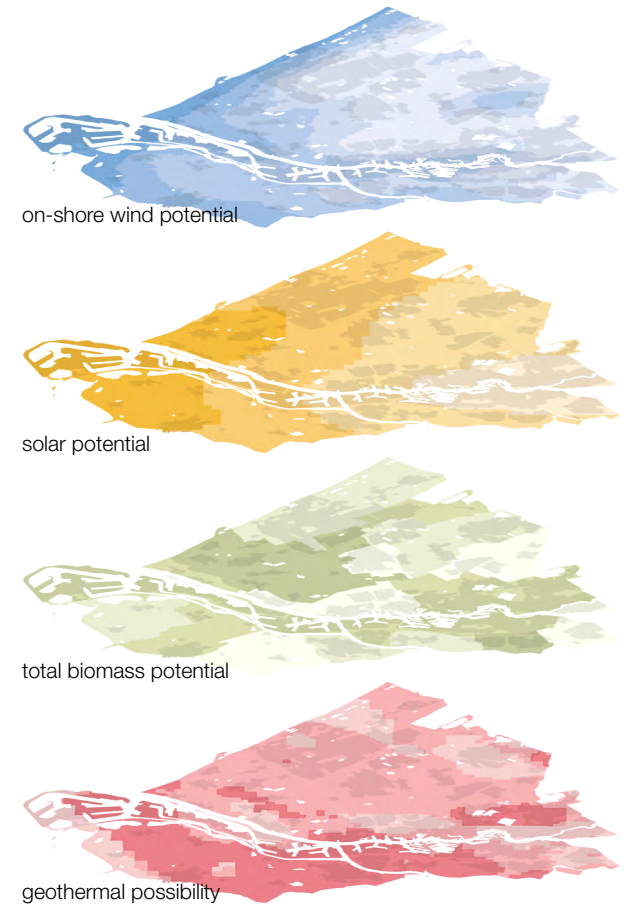 on-shore wind potential
solar potential
total biomass potential
geothermal possibility